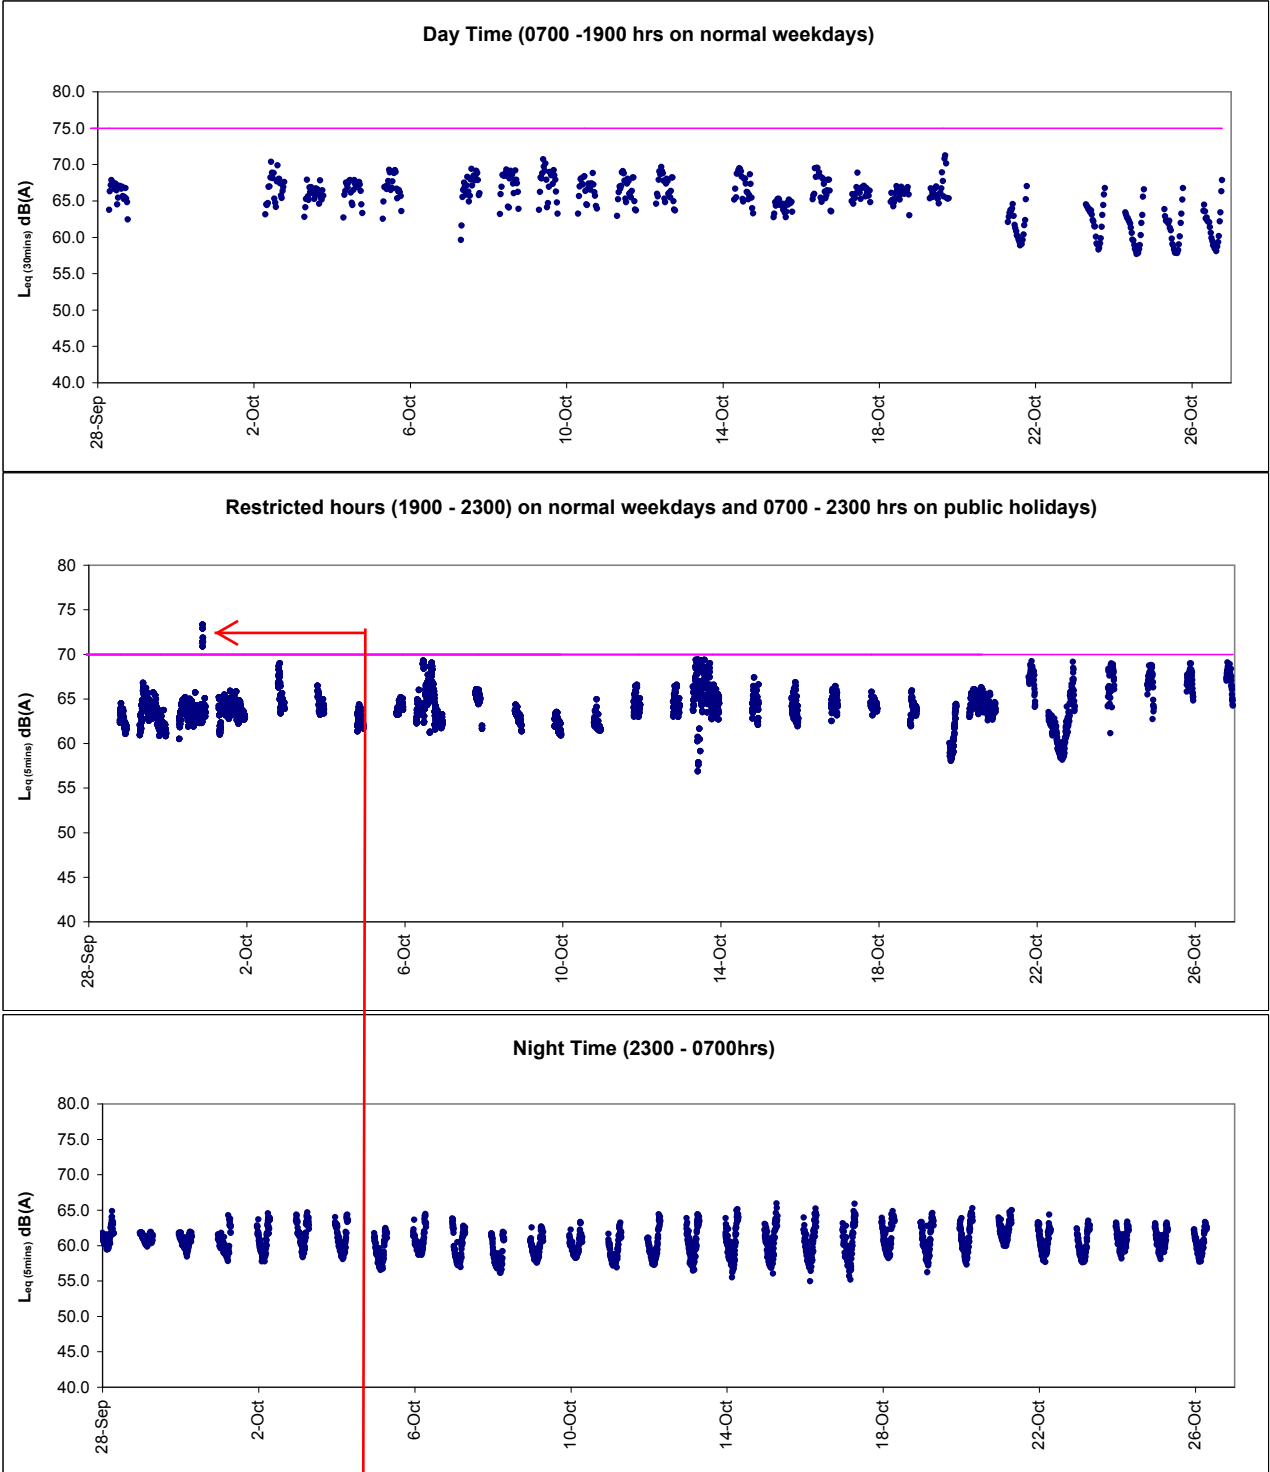 Day Time (0700 -1900 hrs on normal weekdays)
Leq (30mins) dB(A)
80.0
75.0
70.0
65.0
60.0
55.0
50.0
45.0
40.0
28-Sep
2-Oct
6-Oct
10-Oct
14-Oct
18-Oct
22-Oct
26-Oct
Restricted hours (1900 - 2300) on normal weekdays and 0700 - 2300 hrs on public holidays)
Leq (5mins) dB(A)
80
75
70
65
60
55
50
45
40
28-Sep
2-Oct
6-Oct
10-Oct
14-Oct
18-Oct
22-Oct
26-Oct
Night Time (2300 - 0700hrs)
Leq (5mins) dB(A)
80.0
75.0
70.0
65.0
60.0
55.0
50.0
45.0
40.0
28-Sep
2-Oct
6-Oct
10-Oct
14-Oct
18-Oct
22-Oct
26-Oct